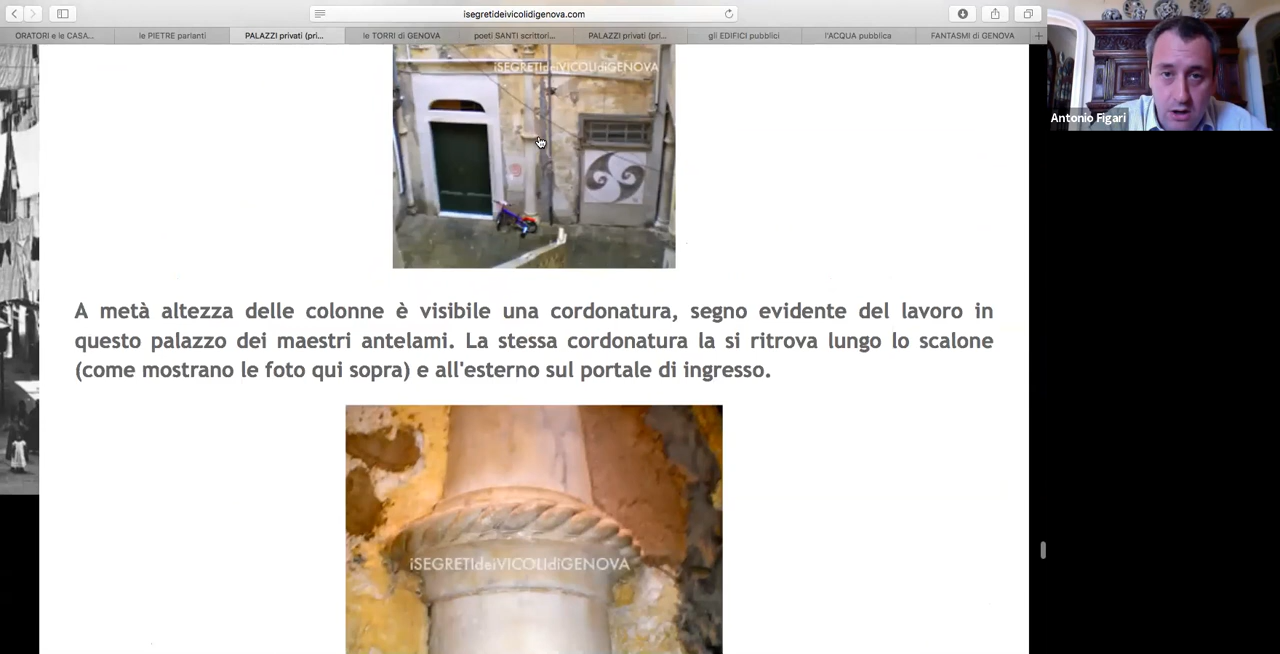 isegretideivicolidigenova.com
ORATORI e le CASA...
le PIETRE parlanti
PALAZZI privati (pri...
le TORRI di GENOVA
poeti SANTI scrittori...
PALAZZI privati (pri...
gli EDIFICI pubblici
l'ACQUA pubblica
FANTASMI di GENOVA
iSEGRETIdeiVICOLIdiGENOVA
Antonio Figari
A metà altezza delle colonne è visibile una cordonatura, segno evidente del lavoro in
questo palazzo dei maestri antelami. La stessa cordonatura la si ritrova lungo lo scalone
(come mostrano le foto qui sopra) e all'esterno sul portale di ingresso.
iSEGRETIdeiVICOLIdiGENOVA